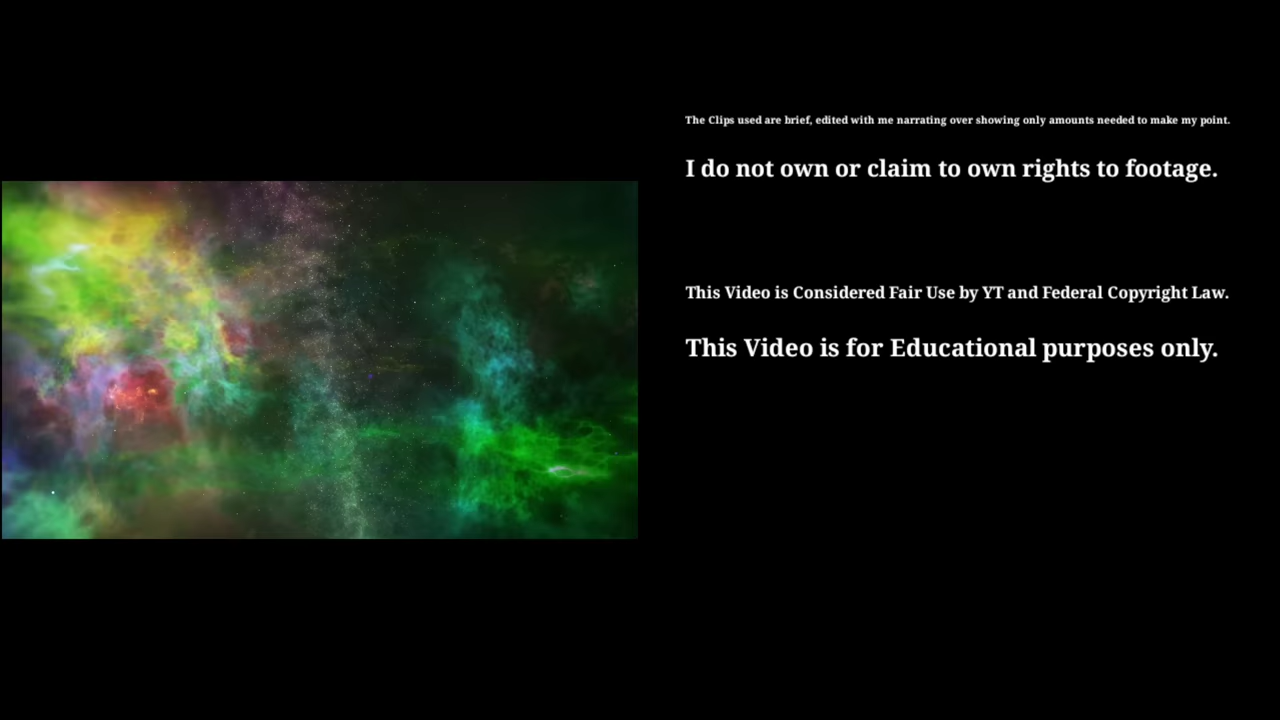 The Clips used are brief, edited with me narrating over showing only amounts needed to make my point.
I do not own or claim to own rights to footage.
This Video is Considered Fair Use by YT and Federal Copyright Law.
This Video is for Educational purposes only.